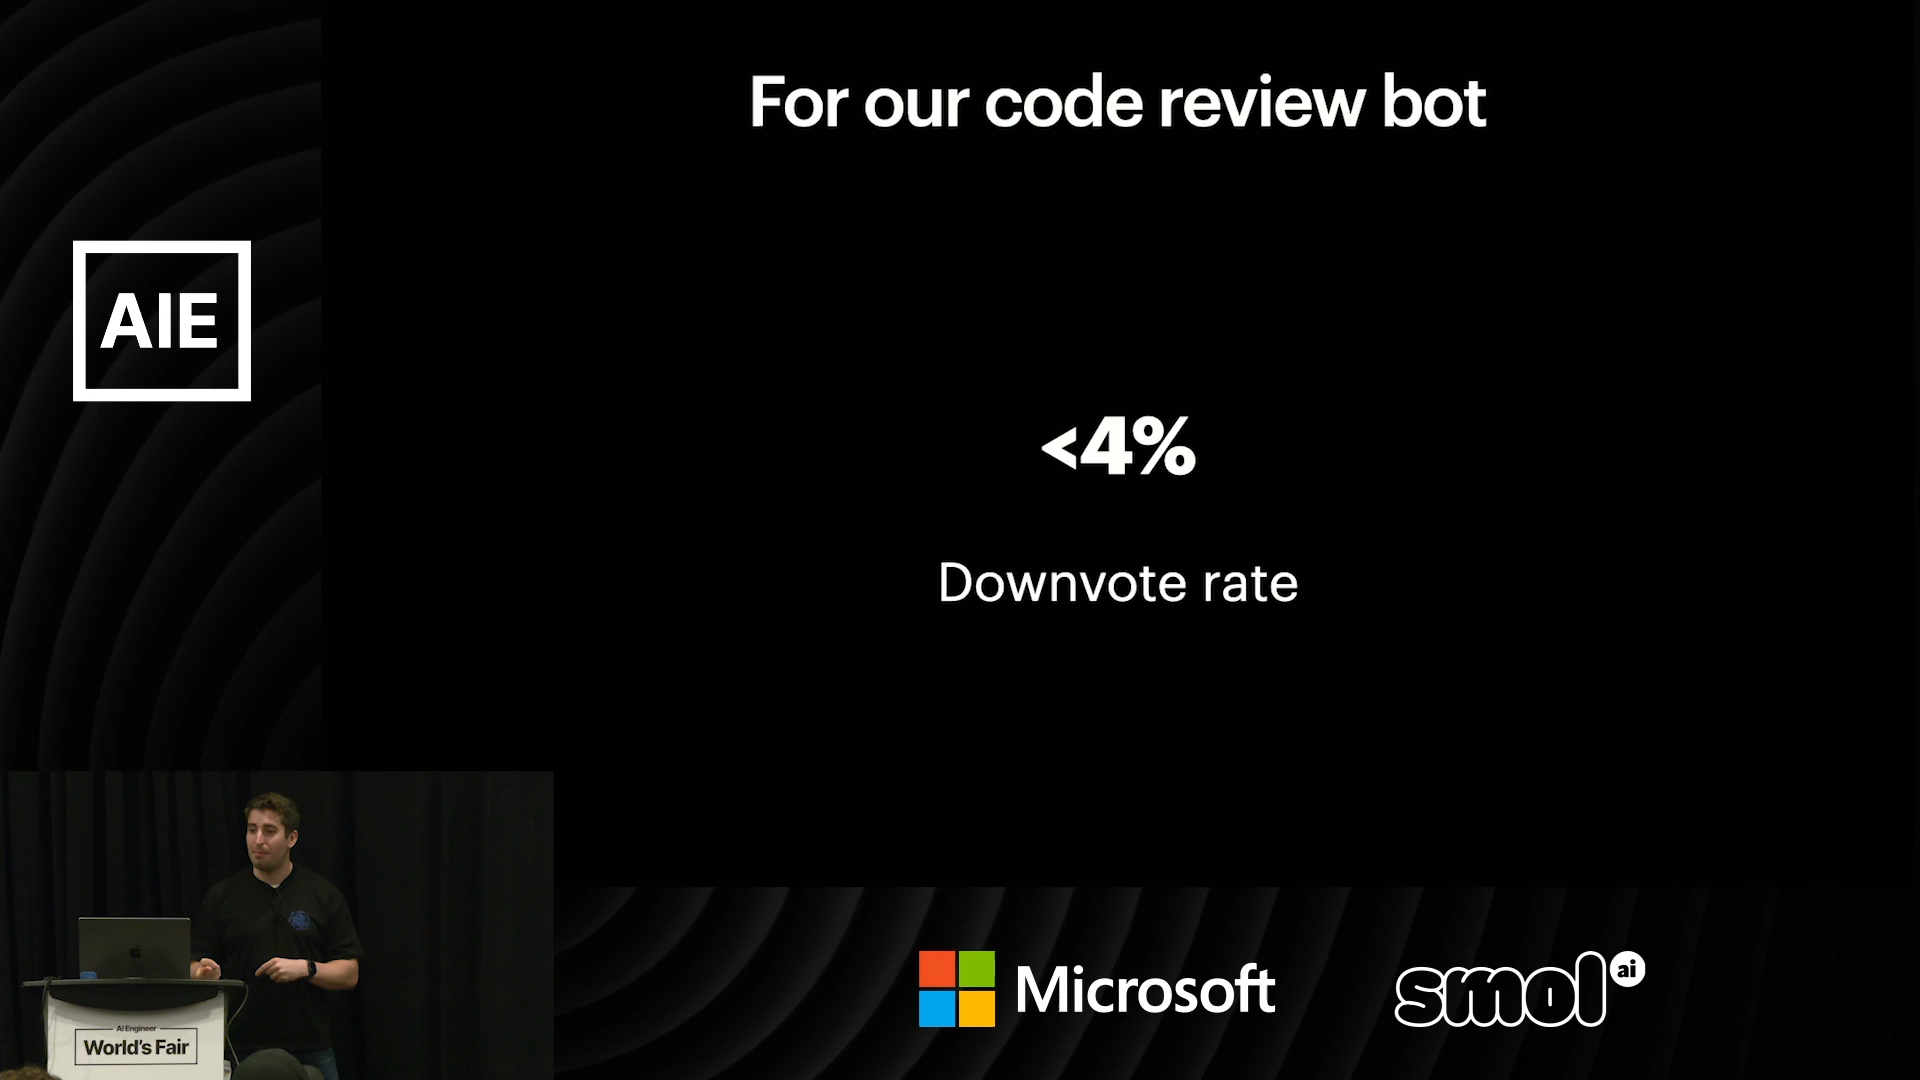 For our code review bot
AIE
<4%
Downvote rate
AI Engineer
World's Fair
Microsoft
smol ai